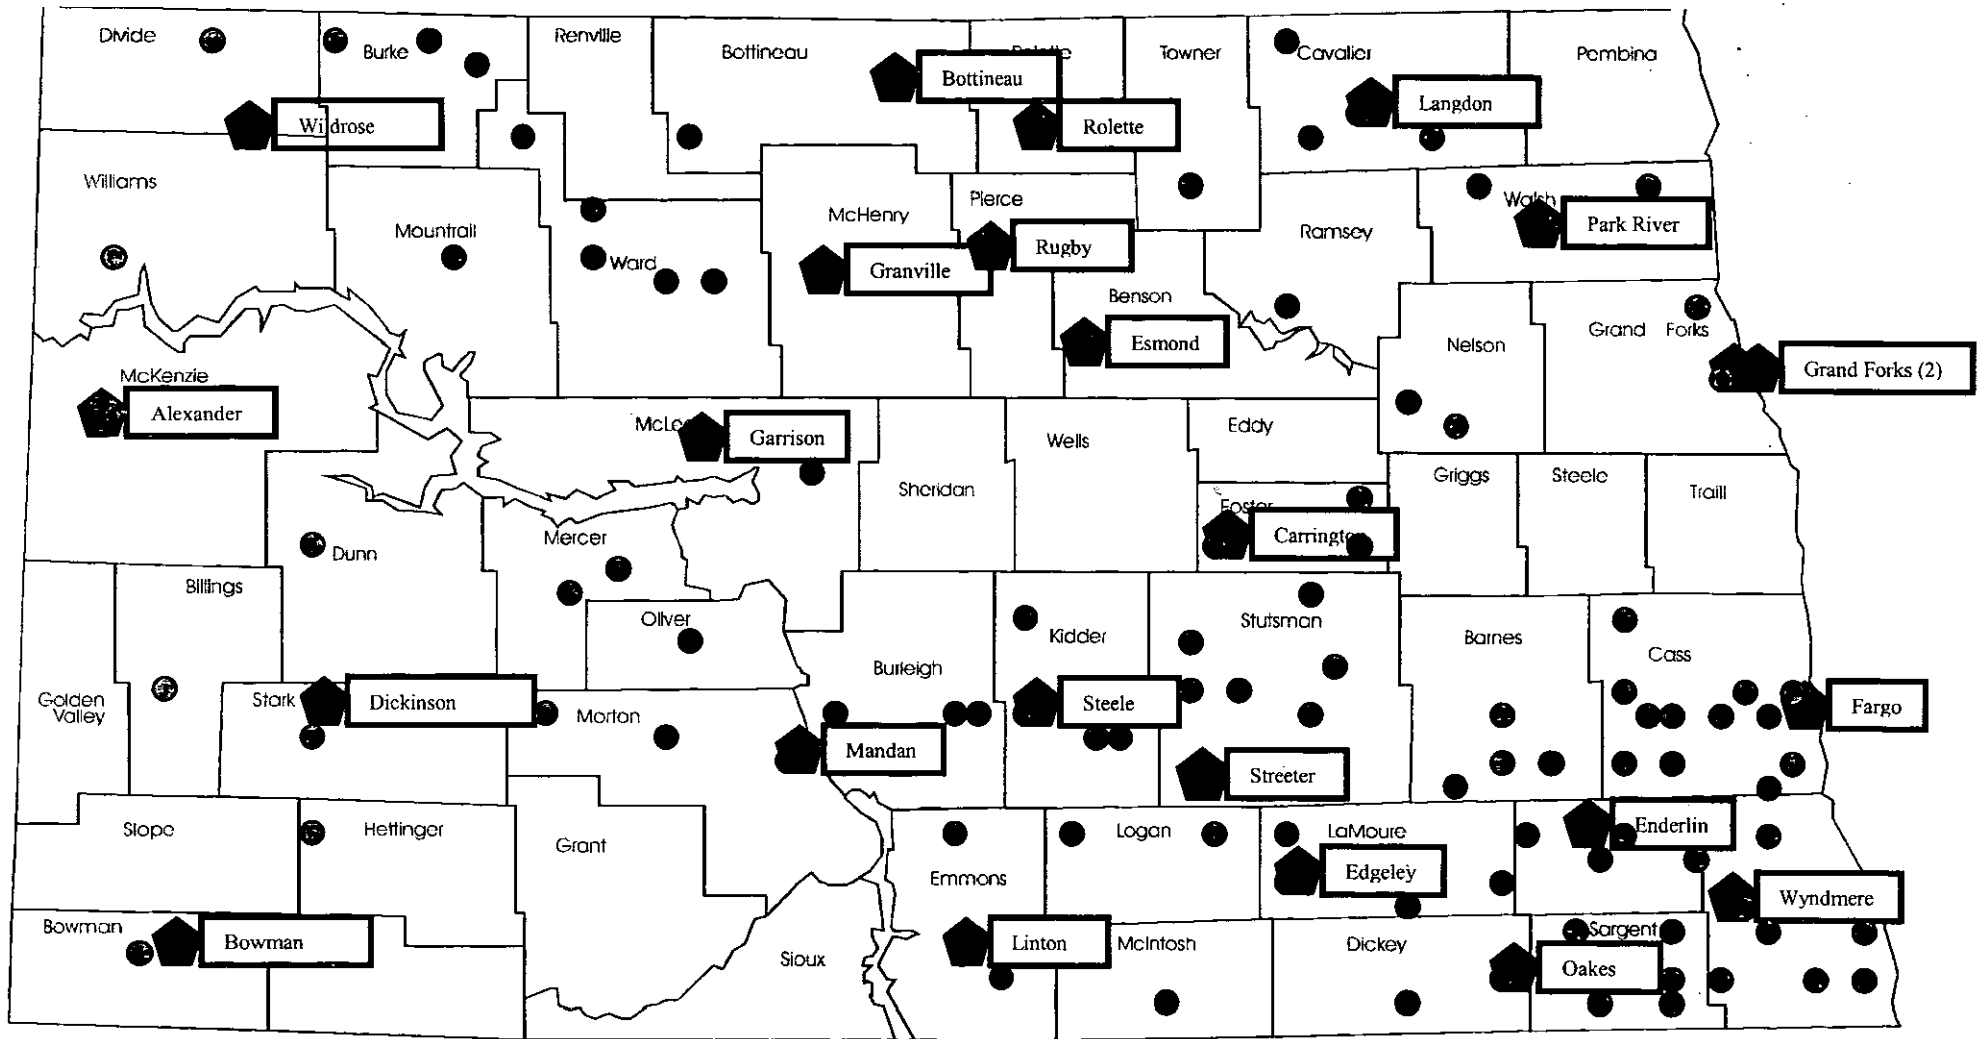 Divide
Burke
Renville
Bottineau
Rolette
Towner
Cavalier
Pembina
Bottineau
Langdon
Wildrose
Rolette
Williams
Mountrail
McHenry
Pierce
Ramsey
Walsh
Park River
Ward
Granville
Rugby
Benson
Esmond
Nelson
Grand Forks
Grand Forks (2)
McKenzie
Alexander
Garrison
Wells
Eddy
Sheridan
Griggs
Steele
Traill
Foster
Carrington
Dunn
Mercer
Billings
Oliver
Kidder
Stutsman
Barnes
Cass
Burleigh
Golden
Valley
Stark
Dickinson
Morton
Steele
Fargo
Mandan
Streeter
Slope
Hettinger
Grant
Emmons
Logan
LaMoure
Enderlin
Edgeley
Wyndmere
Bowman
Bowman
Sioux
Linton
McIntosh
Dickey
Sargent
Oakes